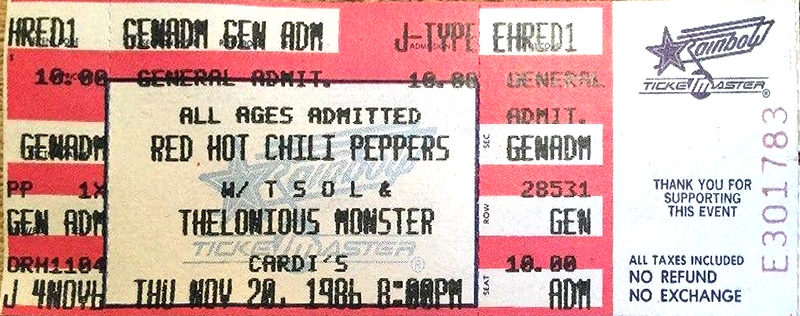 HRED1 GENADM GEN ADM J-TYPE EHRED1
10.00 GENERAL ADMIT. 10.00 GENERAL
ADMIT.
ALL AGES ADMITTED
GENADM RED HOT CHILI PEPPERS SEC GENADM
PP 1X W/ T S O L & 28531
GEN ADM THELONIOUS MONSTER ROW GEN
TICKETMASTER®
DRH1104 CARDI'S 10.00
J 4NOV6 THU NOV 20, 1986 8:00PM SEAT ADM
Rainbow
TICKETMASTER®
THANK YOU FOR
SUPPORTING
THIS EVENT
ALL TAXES INCLUDED
NO REFUND
NO EXCHANGE
E301783